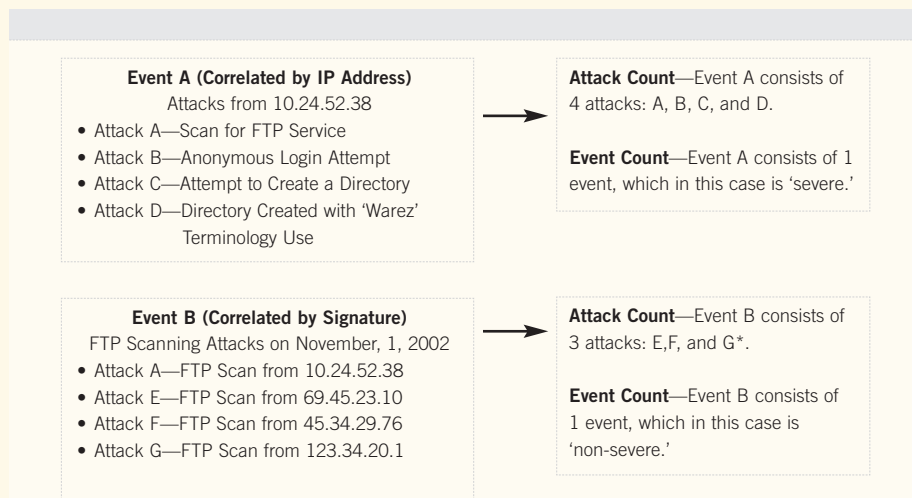 Event A (Correlated by IP Address)
Attacks from 10.24.52.38
• Attack A—Scan for FTP Service
• Attack B—Anonymous Login Attempt
• Attack C—Attempt to Create a Directory
• Attack D—Directory Created with ‘Warez’
Terminology Use
Attack Count—Event A consists of
4 attacks: A, B, C, and D.
Event Count—Event A consists of 1
event, which in this case is ‘severe.’
Event B (Correlated by Signature)
FTP Scanning Attacks on November, 1, 2002
• Attack A—FTP Scan from 10.24.52.38
• Attack E—FTP Scan from 69.45.23.10
• Attack F—FTP Scan from 45.34.29.76
• Attack G—FTP Scan from 123.34.20.1
Attack Count—Event B consists of
3 attacks: E,F, and G*.
Event Count—Event B consists of
1 event, which in this case is
‘non-severe.’